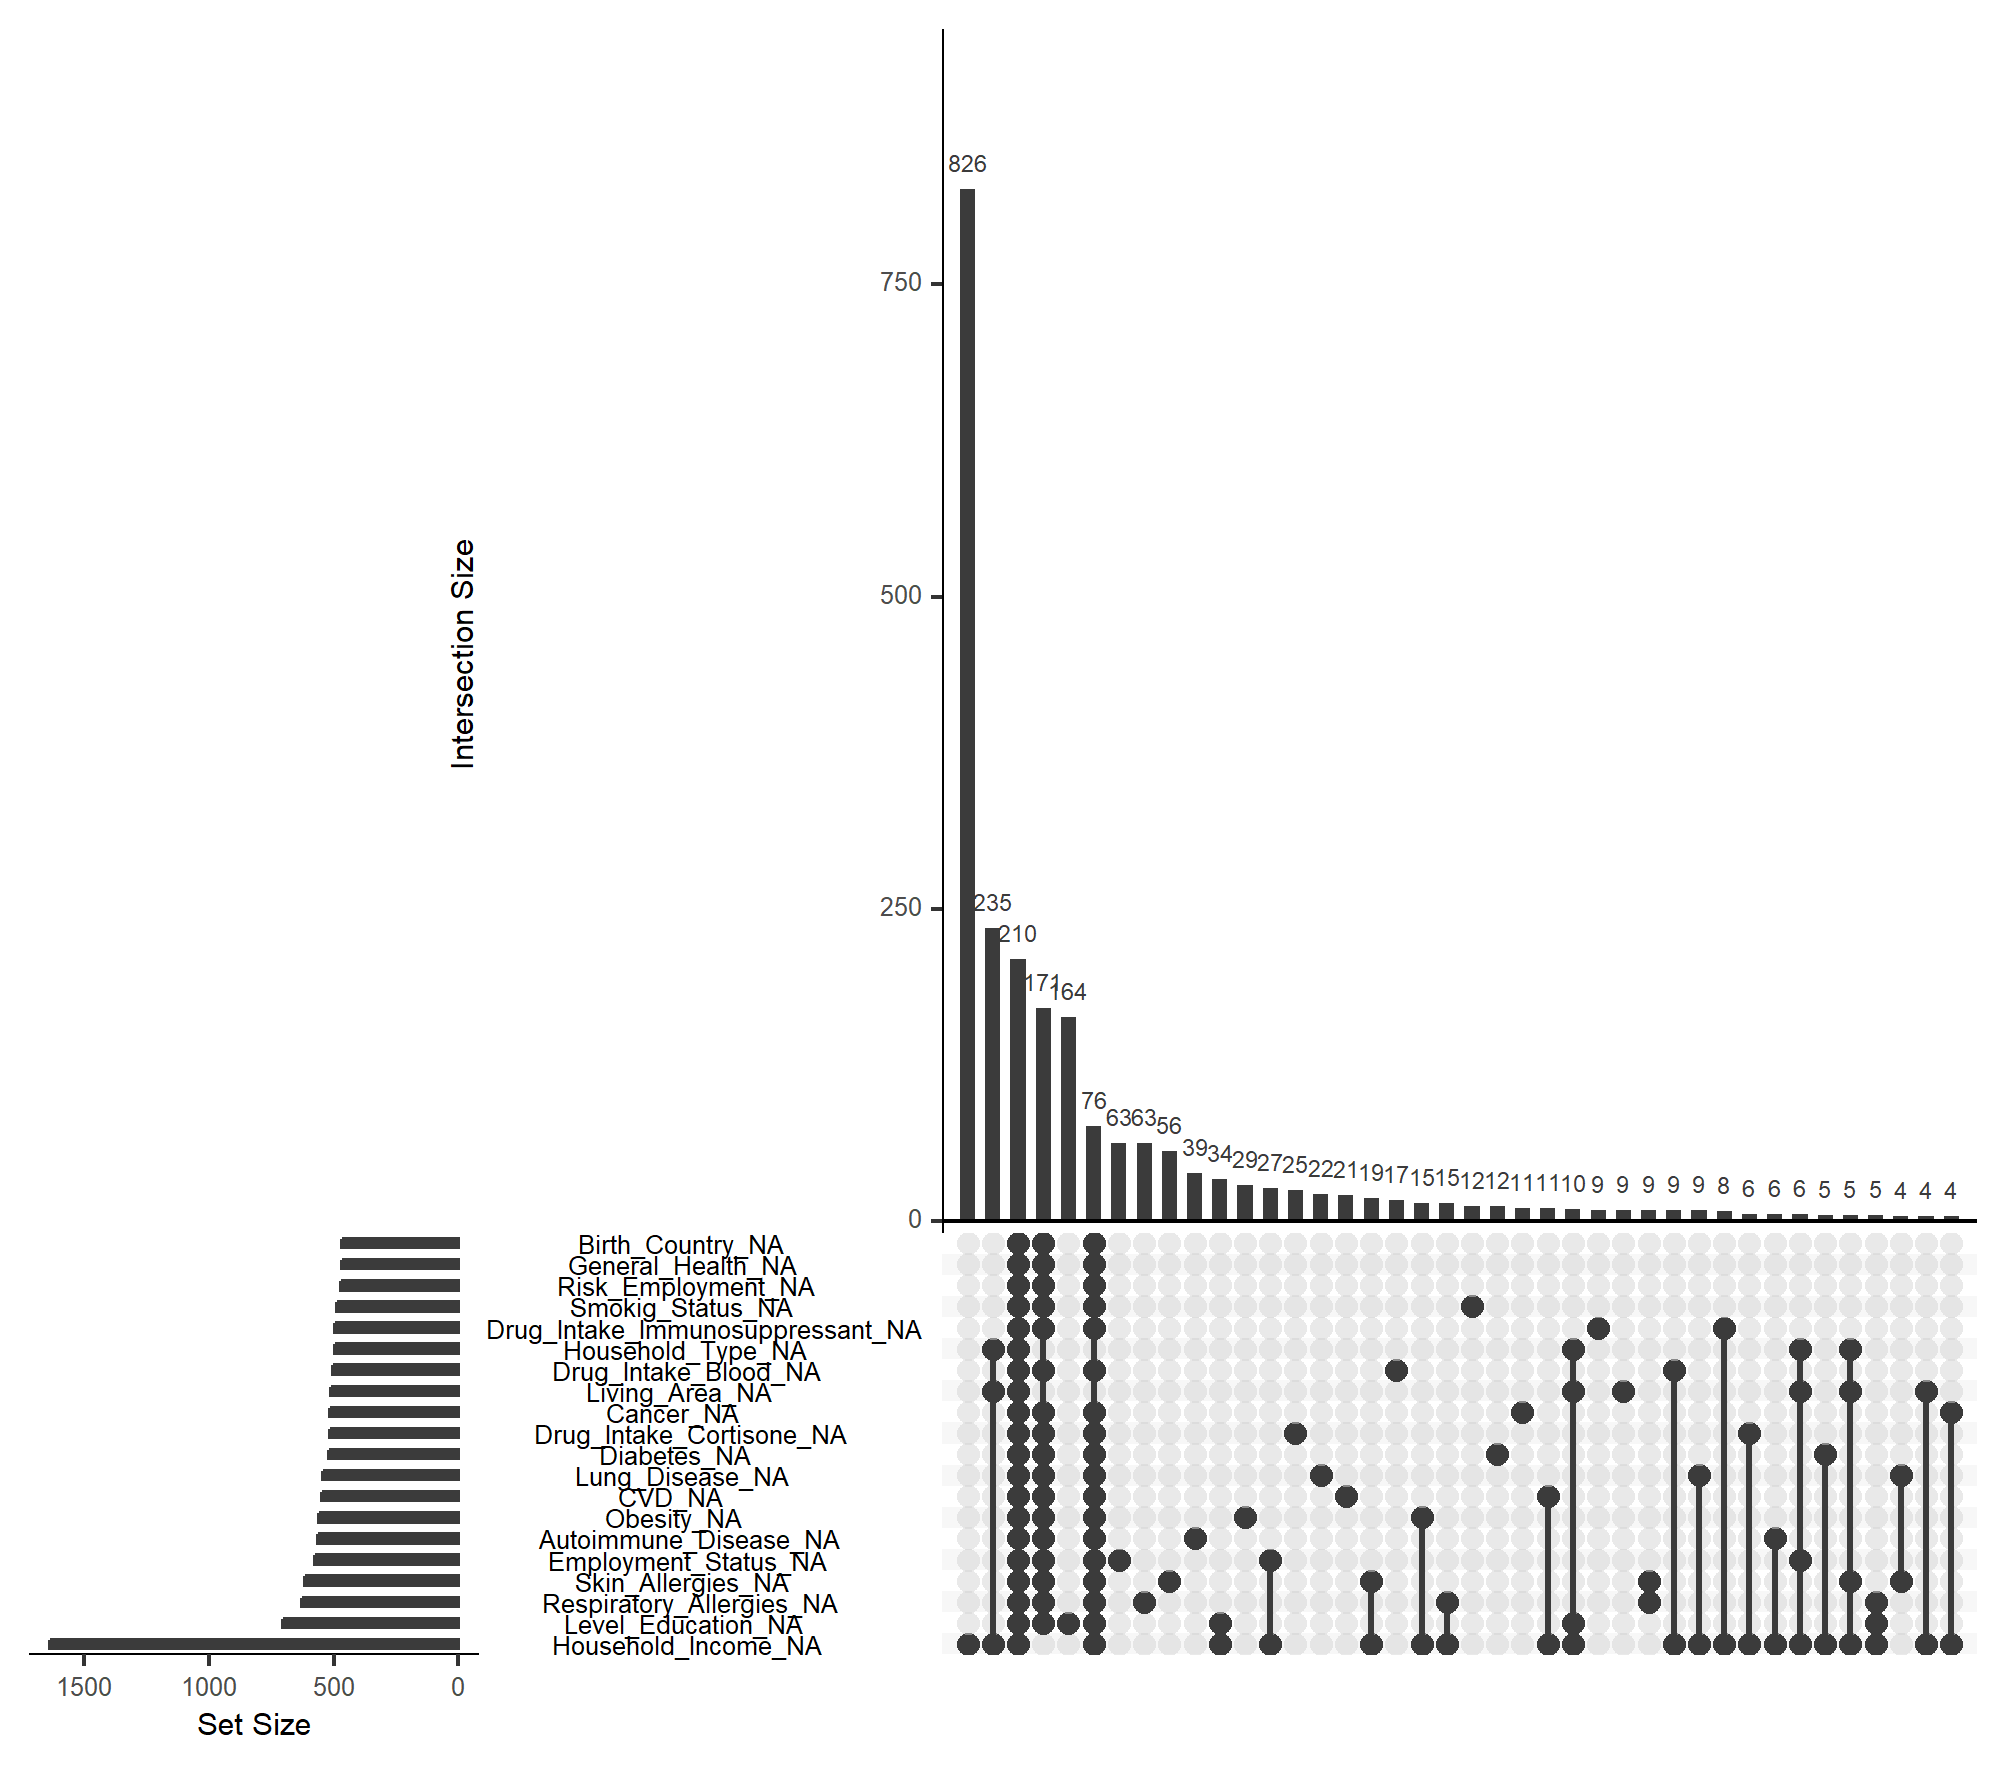 826
750
500
250
0
235
210
171
164
76
63
63
56
39
34
29
27
25
22
21
19
17
15
15
12
12
11
11
10
9
9
9
9
9
8
6
6
6
5
5
5
4
4
4
Intersection Size
Birth_Country_NA
General_Health_NA
Risk_Employment_NA
Smokig_Status_NA
Drug_Intake_Immunosuppressant_NA
Household_Type_NA
Drug_Intake_Blood_NA
Living_Area_NA
Cancer_NA
Drug_Intake_Cortisone_NA
Diabetes_NA
Lung_Disease_NA
CVD_NA
Obesity_NA
Autoimmune_Disease_NA
Employment_Status_NA
Skin_Allergies_NA
Respiratory_Allergies_NA
Level_Education_NA
Household_Income_NA
1500 1000 500 0
Set Size